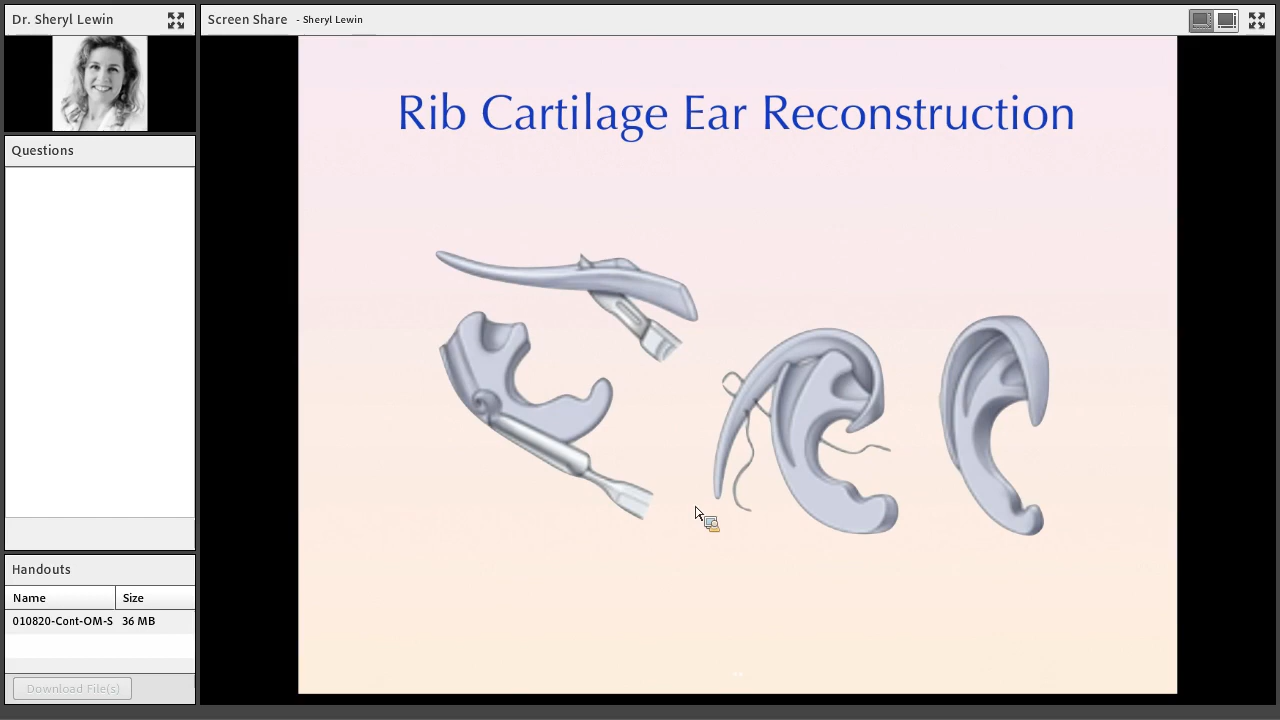 Dr. Sheryl Lewin
Screen Share - Sheryl Lewin
Rib Cartilage Ear Reconstruction
Questions
Handouts
Name Size
010820-Cont-OM-S 36 MB
Download File(s)